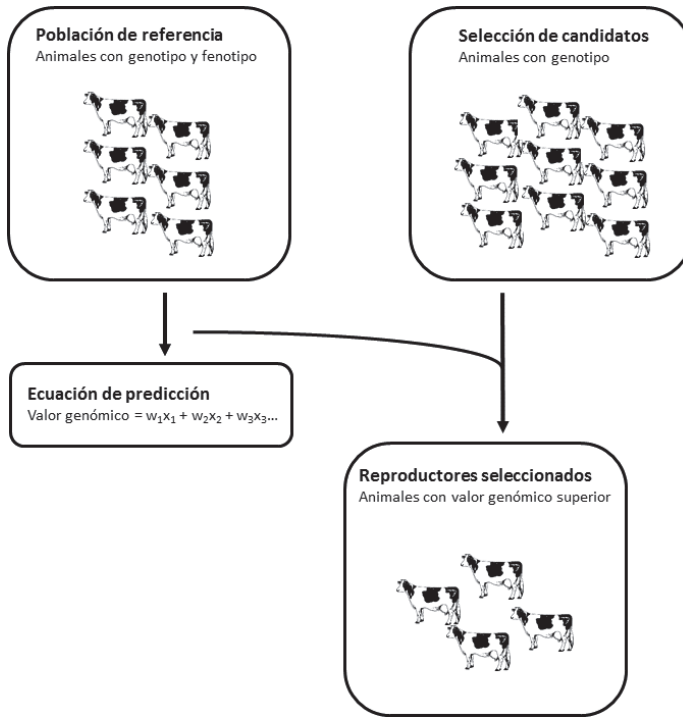 Población de referencia
Animales con genotipo y fenotipo
Selección de candidatos
Animales con genotipo
Ecuación de predicción
Valor genómico = w₁x₁ + w₂x₂ + w₃x₃...
Reproductores seleccionados
Animales con valor genómico superior